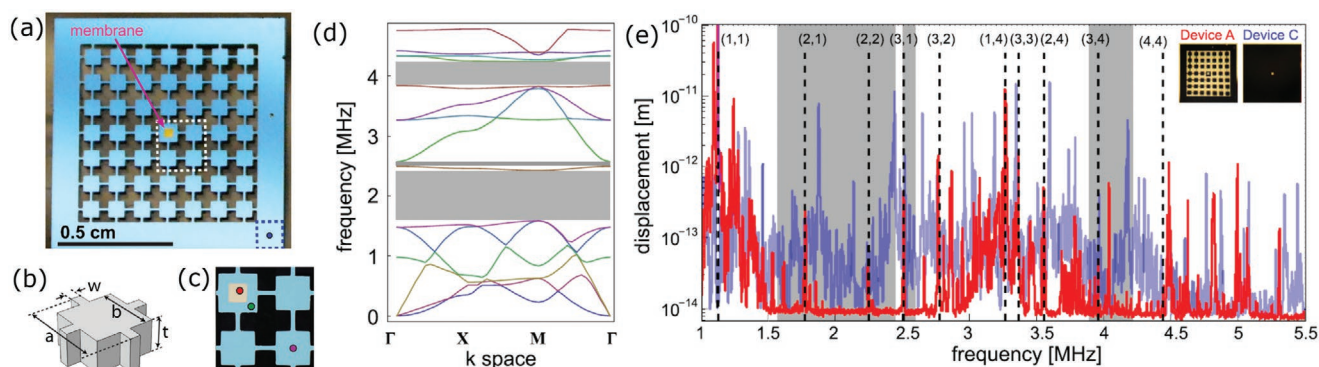 (a)
membrane
0.5 cm
(b)
w
b
a
t
(c)
(d)
frequency [MHz]
4
3
2
1
0
Γ X M Γ
k space
(e)
displacement [m]
10⁻¹⁰
10⁻¹¹
10⁻¹²
10⁻¹³
10⁻¹⁴
(1,1) (2,1) (2,2) (3,1) (3,2) (1,4) (3,3) (2,4) (3,4) (4,4)
Device A Device C
1 1.5 2 2.5 3 3.5 4 4.5 5 5.5
frequency [MHz]